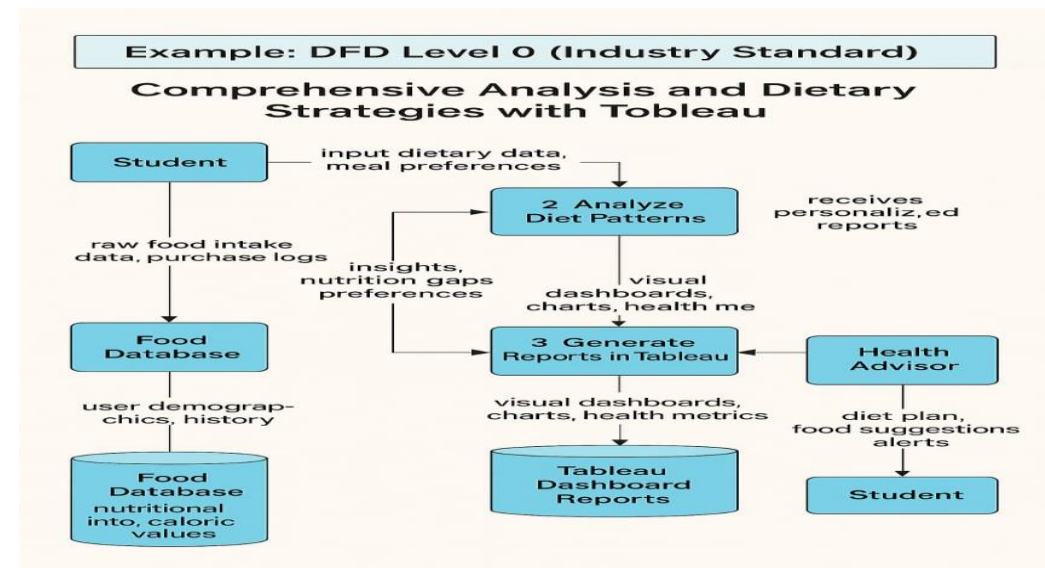 Example: DFD Level 0 (Industry Standard)
Comprehensive Analysis and Dietary
Strategies with Tobleau
Student
input dietary data,
meal preferences
2 Analyze
Diet Patterns
receives
personaliz,ed
reports
raw food intake
data, purchase logs
insights,
nutrition gaps
preferences
visual
dashboards,
charts, health me
Food
Database
3 Generate
Reports in Tableau
Health
Advisor
user demograp-
chics, history
visual dashboards,
charts, health metrics
diet plan,
food suggestions
alerts
Food
Database
nutritional
into, caloric
values
Tableau
Dashboard
Reports
Student